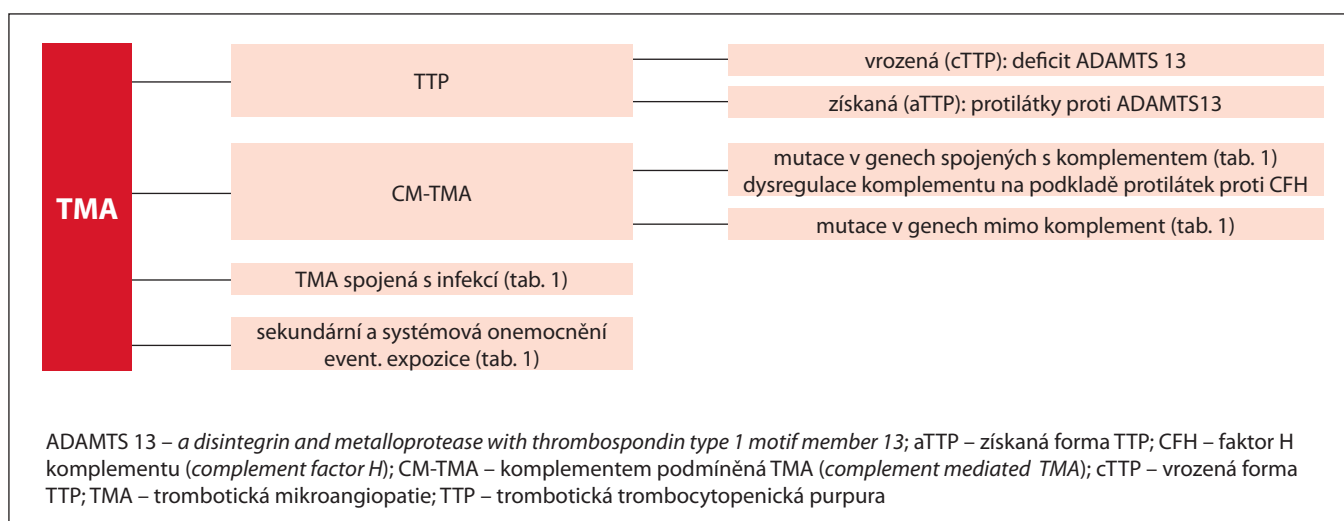 TMA
TTP
vrozená (cTTP): deficit ADAMTS 13
získaná (aTTP): protilátky proti ADAMTS13
CM-TMA
mutace v genech spojených s komplementem (tab. 1)
dysregulace komplementu na podkladě protilátek proti CFH
mutace v genech mimo komplement (tab. 1)
TMA spojená s infekcí (tab. 1)
sekundární a systémová onemocnění
event. expozice (tab. 1)
ADAMTS 13 – a disintegrin and metalloprotease with thrombospondin type 1 motif member 13; aTTP – získaná forma TTP; CFH – faktor H
komplementu (complement factor H); CM-TMA – komplementem podmíněná TMA (complement mediated TMA); cTTP – vrozená forma
TTP; TMA – trombotická mikroangiopatie; TTP – trombotická trombocytopenická purpura